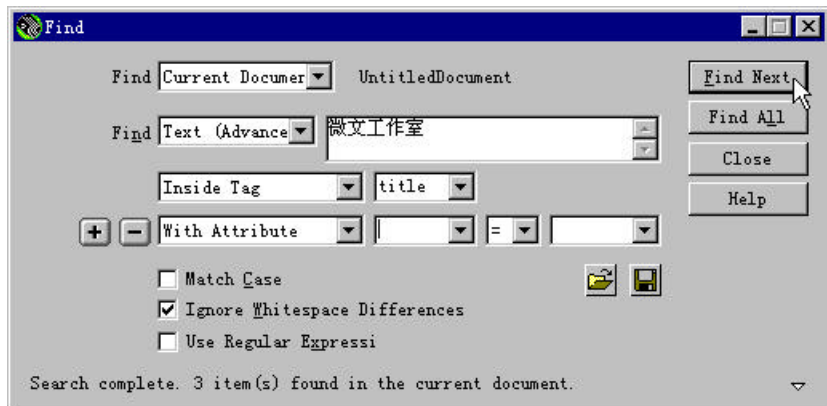 Find
Find Current Documen UntitledDocument Find Next
Find Text (Advance 微文工作室 Find All
Close
Inside Tag title Help
+ - With Attribute =
Match Case
Ignore Whitespace Differences
Use Regular Expressi
Search complete. 3 item(s) found in the current document.